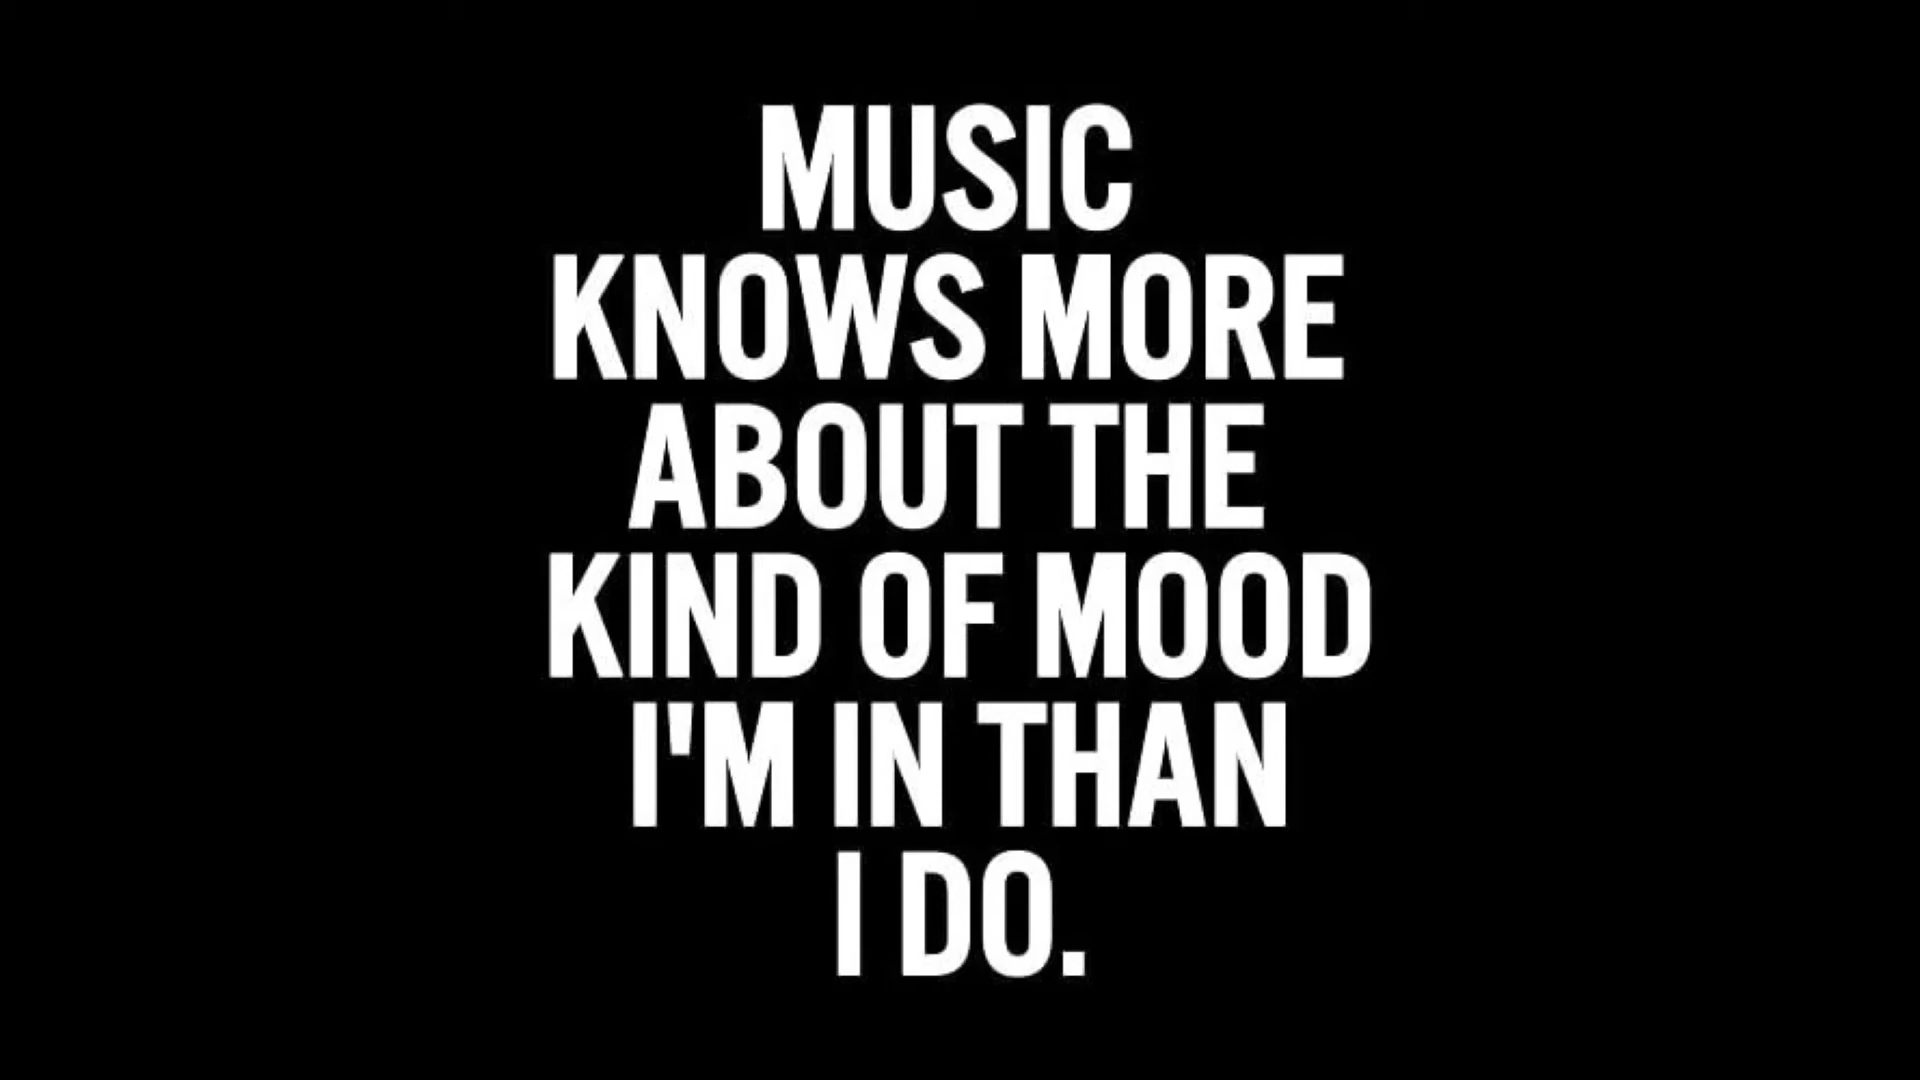 MUSIC
KNOWS MORE
ABOUT THE
KIND OF MOOD
I'M IN THAN
I DO.